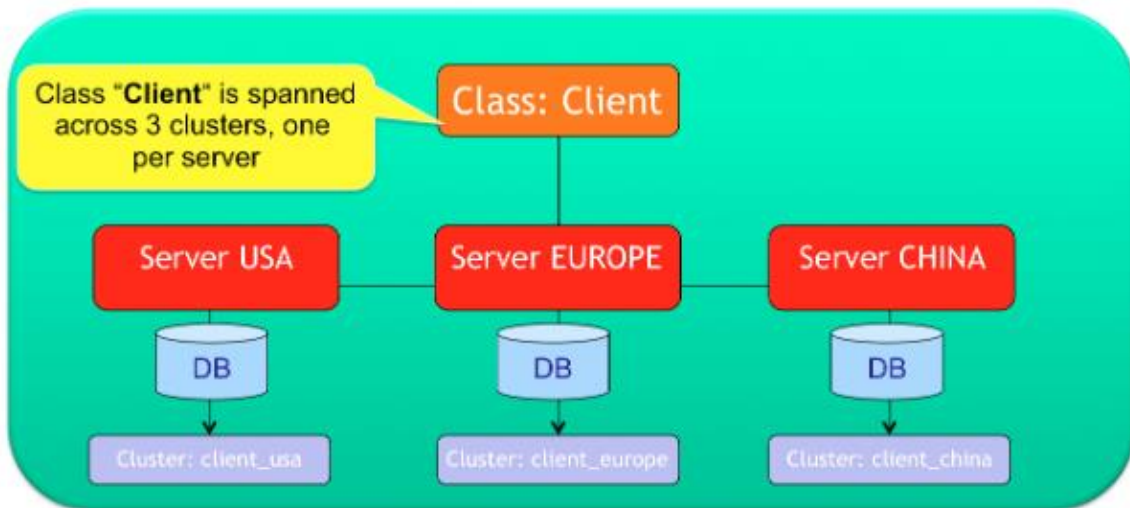 Class "Client" is spanned
across 3 clusters, one
per server
Class: Client
Server USA
Server EUROPE
Server CHINA
DB
DB
DB
Cluster: client_usa
Cluster: client_europe
Cluster: client_china